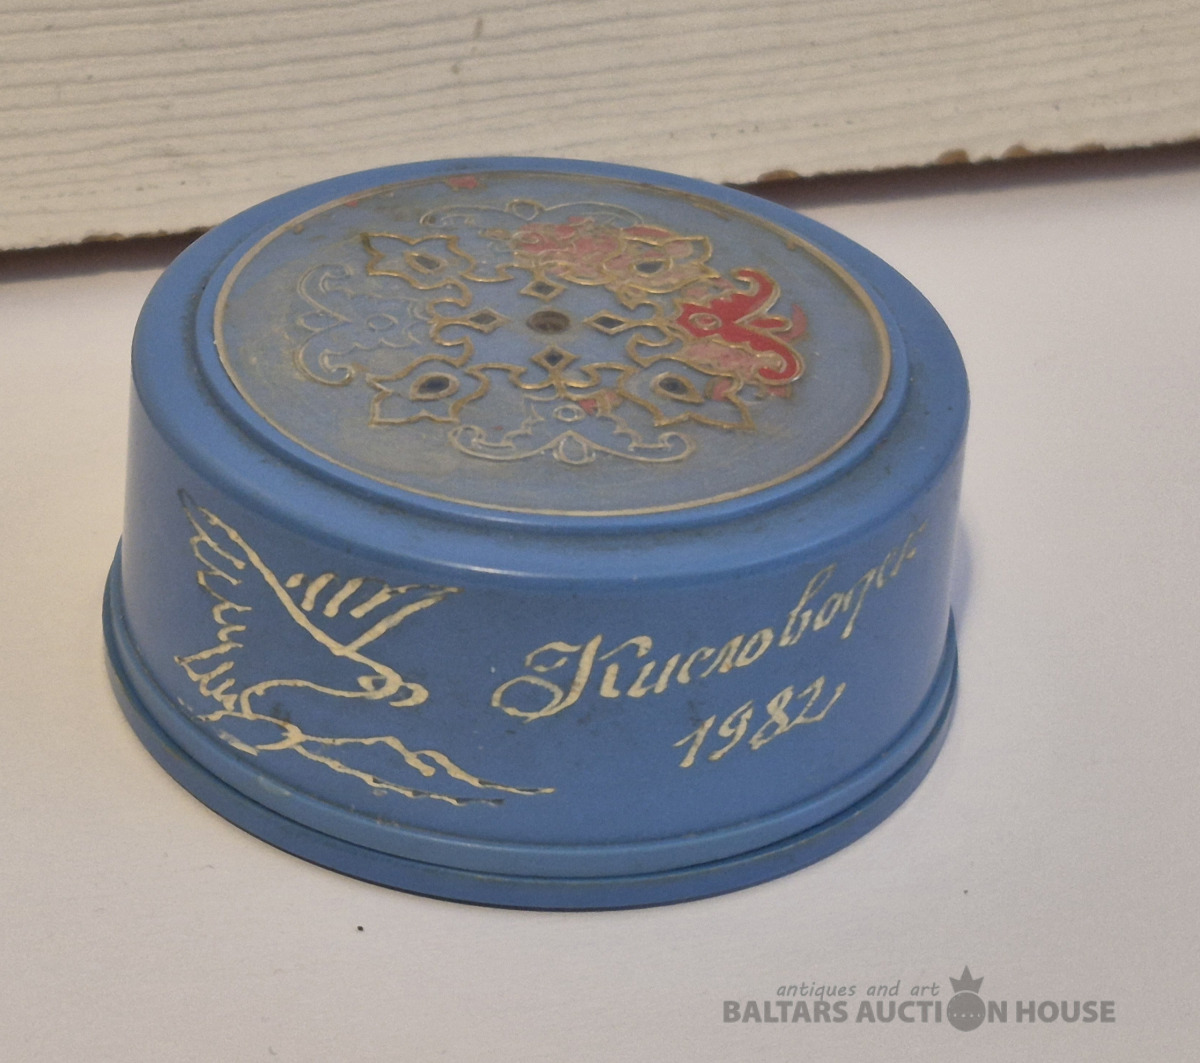 Кисловодск
1982
antiques and art
BALTARS AUCTION HOUSE